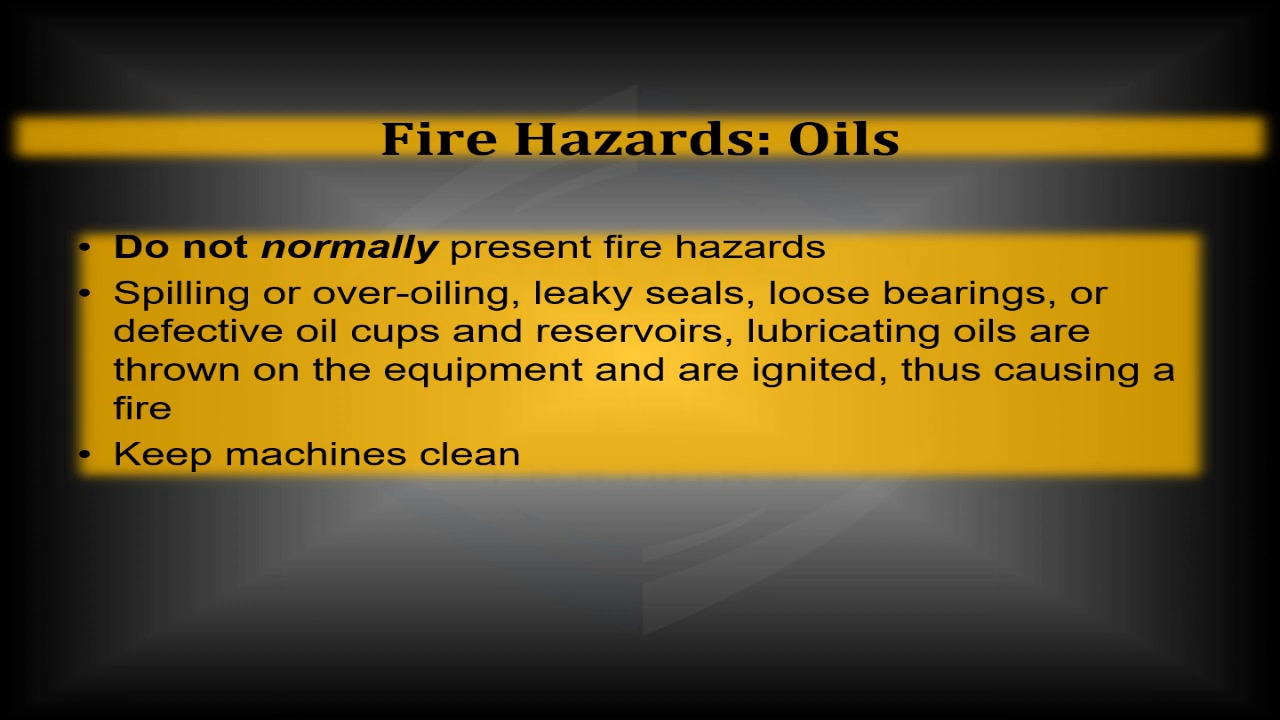 Fire Hazards: Oils
• Do not normally present fire hazards
• Spilling or over-oiling, leaky seals, loose bearings, or
defective oil cups and reservoirs, lubricating oils are
thrown on the equipment and are ignited, thus causing a
fire
• Keep machines clean